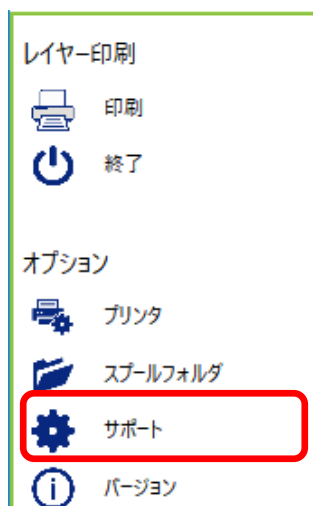 レイヤー印刷
印刷
終了
オプション
プリンタ
スプールフォルダ
サポート
バージョン